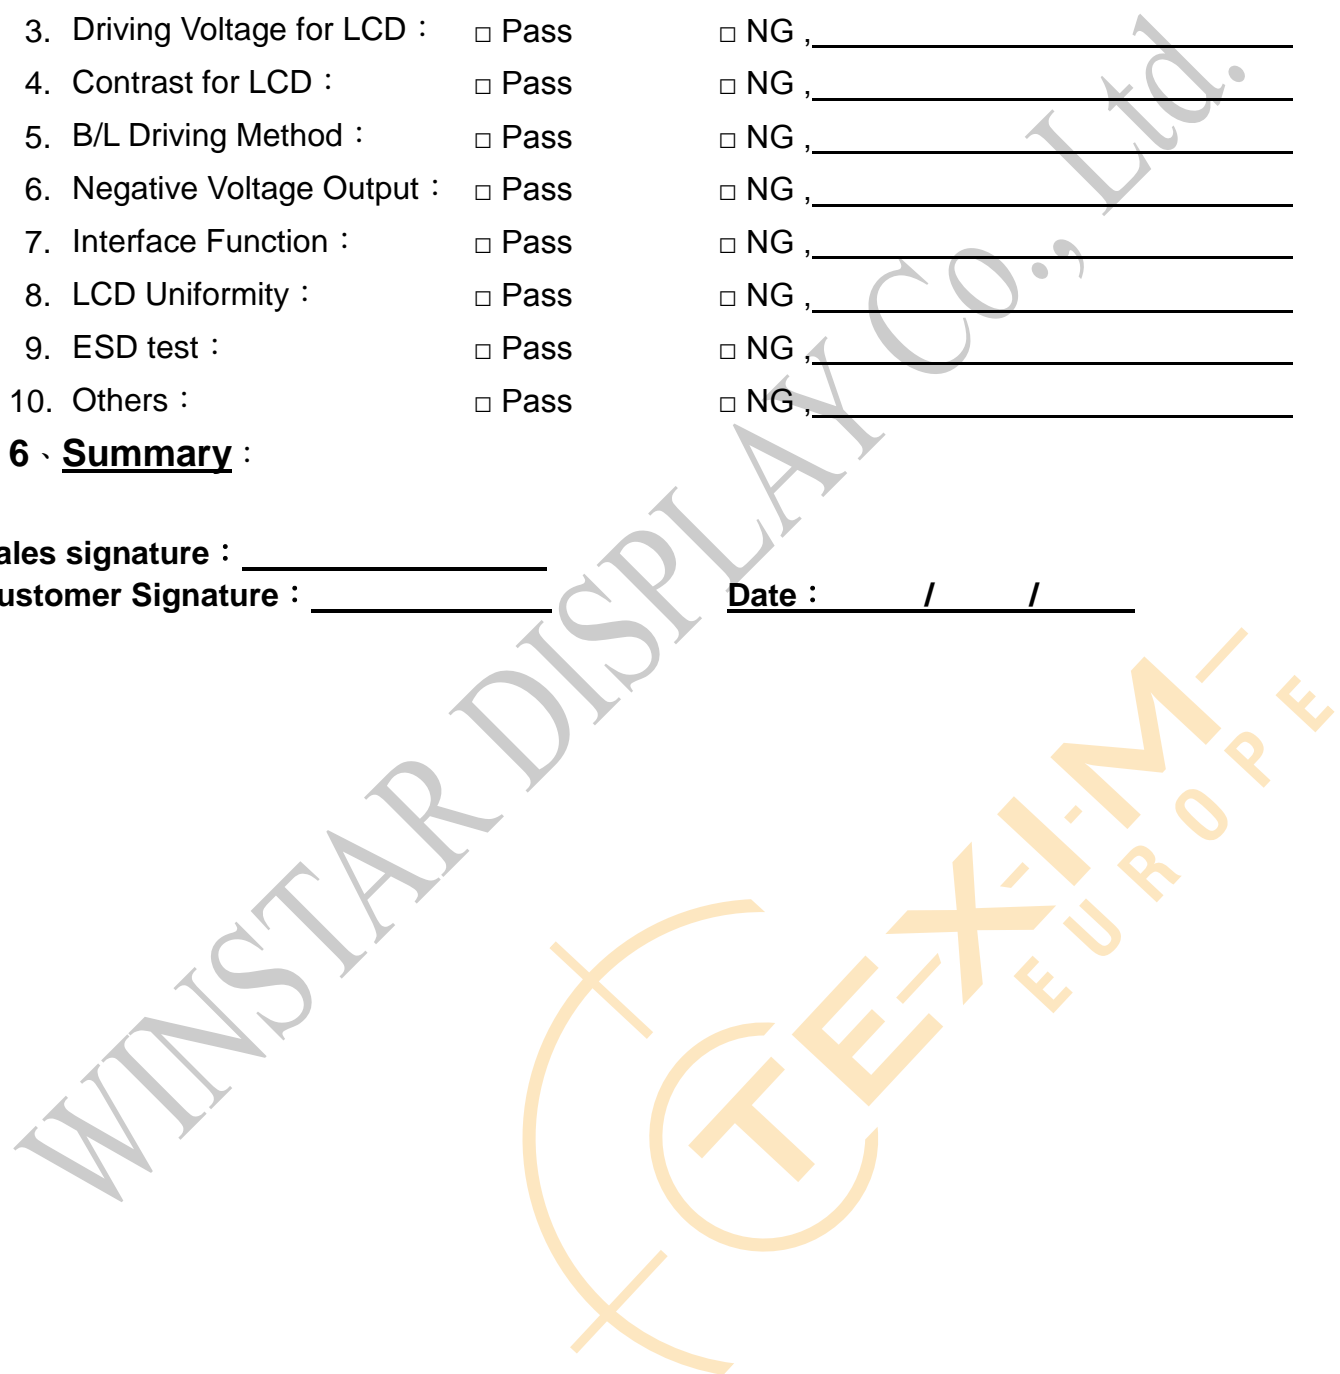 3. Driving Voltage for LCD： □ Pass □ NG ,
4. Contrast for LCD： □ Pass □ NG ,
5. B/L Driving Method： □ Pass □ NG ,
6. Negative Voltage Output： □ Pass □ NG ,
7. Interface Function： □ Pass □ NG ,
8. LCD Uniformity： □ Pass □ NG ,
9. ESD test： □ Pass □ NG ,
10. Others： □ Pass □ NG ,
6、Summary：
ales signature：
ustomer Signature： Date： / /
WINSTAR DISPLAY Co., Ltd.
TEXIM
EUROPE